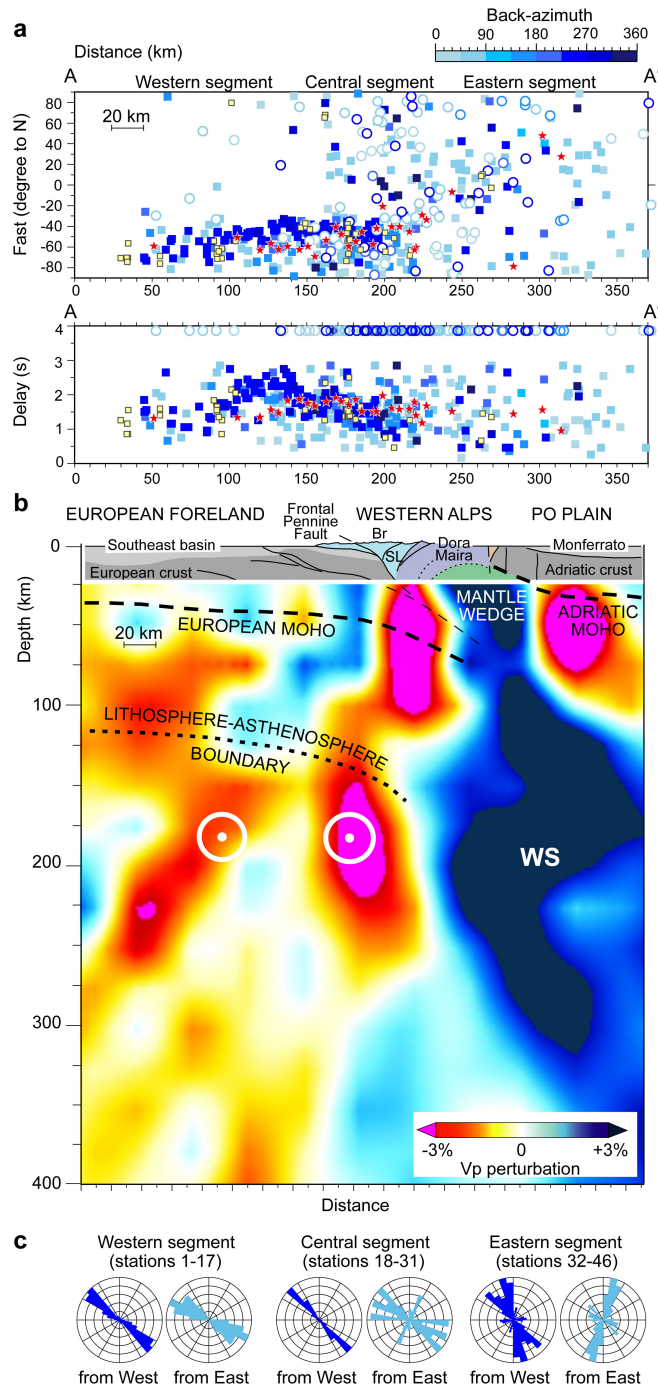 a
Back-azimuth
0 90 180 270 360
Distance (km)
A A'
Western segment Central segment Eastern segment
20 km
Fast (degree to N)
80
60
40
20
0
-20
-40
-60
-80
0 50 100 150 200 250 300 350
A A'
Delay (s)
4
3
2
1
0
0 50 100 150 200 250 300 350
b
EUROPEAN FORELAND WESTERN ALPS PO PLAIN
Frontal
Pennine
Fault
Br
SL
Dora
Maira
Southeast basin
Monferrato
European crust
Adriatic crust
MANTLE
WEDGE
ADRIATIC
MOHO
20 km
EUROPEAN MOHO
LITHOSPHERE-ASTHENOSPHERE
BOUNDARY
WS
Depth (km)
0
100
200
300
400
-3% 0 +3%
Vp perturbation
Distance
c
Western segment
(stations 1-17)
Central segment
(stations 18-31)
Eastern segment
(stations 32-46)
from West from East from West from East from West from East